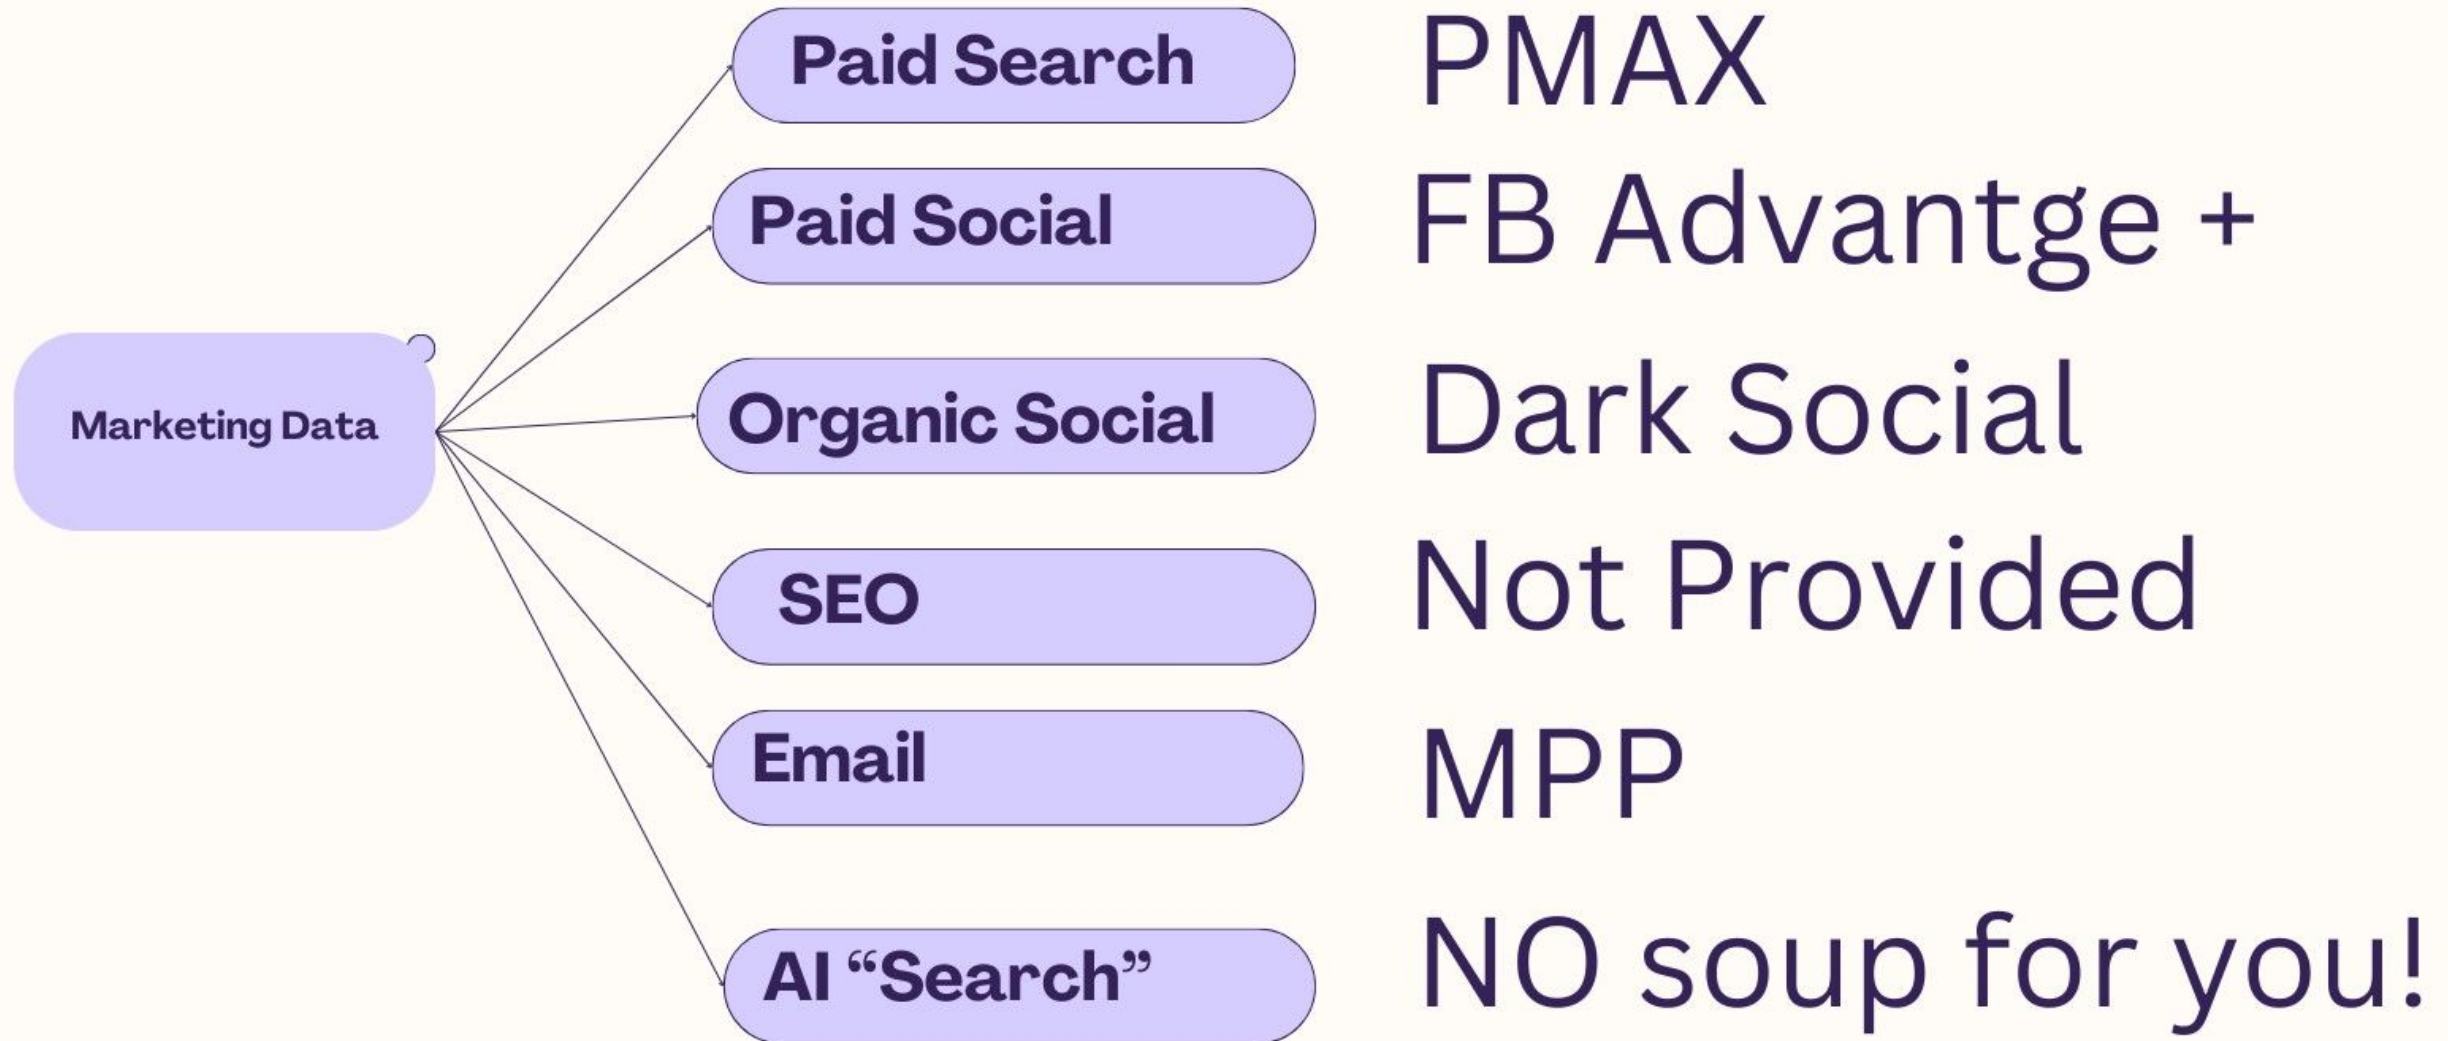 Paid Search
PMAX
Paid Social
FB Advantge +
Marketing Data
Organic Social
Dark Social
SEO
Not Provided
Email
MPP
AI “Search”
NO soup for you!